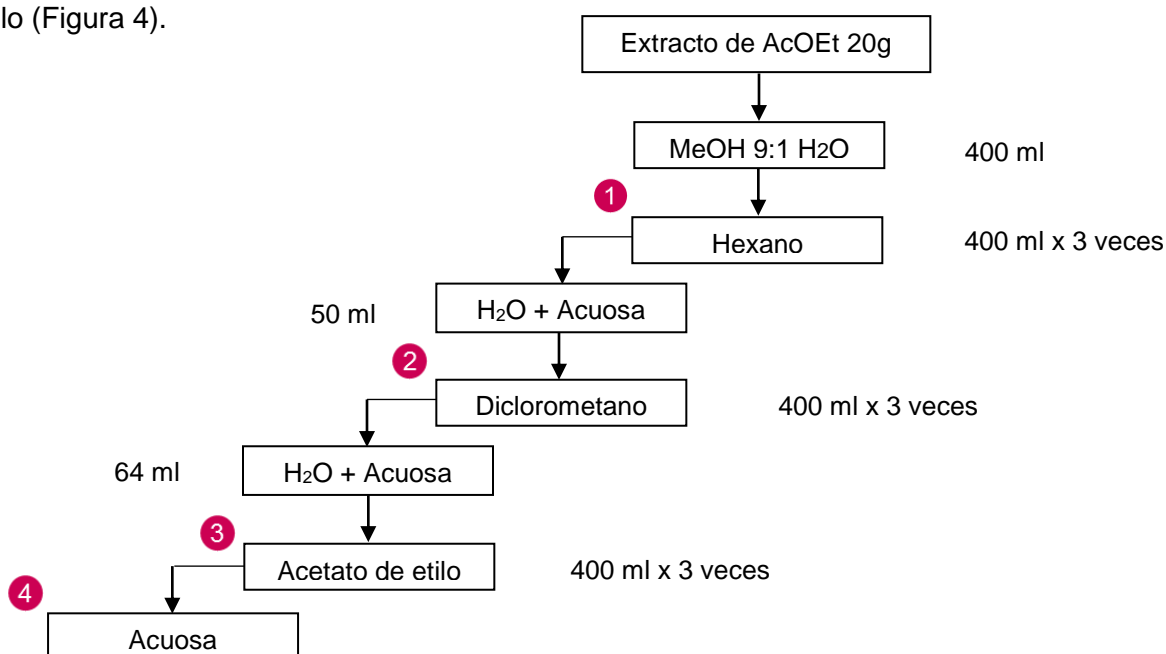 lo (Figura 4).
Extracto de AcOEt 20g
MeOH 9:1 H2O
400 ml
1
Hexano
400 ml x 3 veces
50 ml
H2O + Acuosa
2
Diclorometano
400 ml x 3 veces
64 ml
H2O + Acuosa
3
Acetato de etilo
400 ml x 3 veces
4
Acuosa